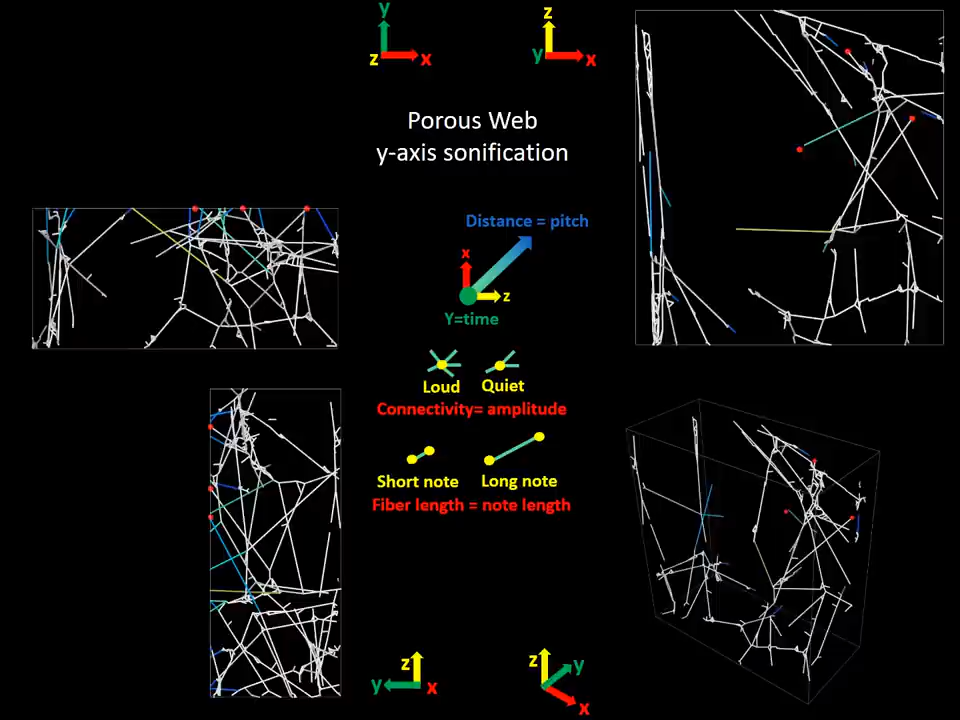 y
z x
z
y x
Porous Web
y-axis sonification
Distance = pitch
x
z
Y=time
Loud Quiet
Connectivity= amplitude
Short note Long note
Fiber length = note length
z
y x
z y
x